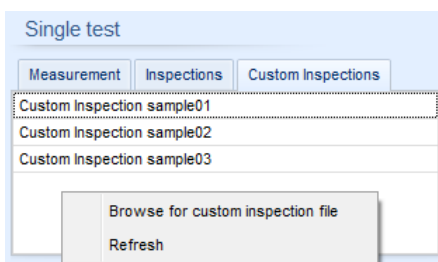 Single test
Measurement Inspections Custom Inspections
Custom Inspection sample01
Custom Inspection sample02
Custom Inspection sample03
Browse for custom inspection file
Refresh